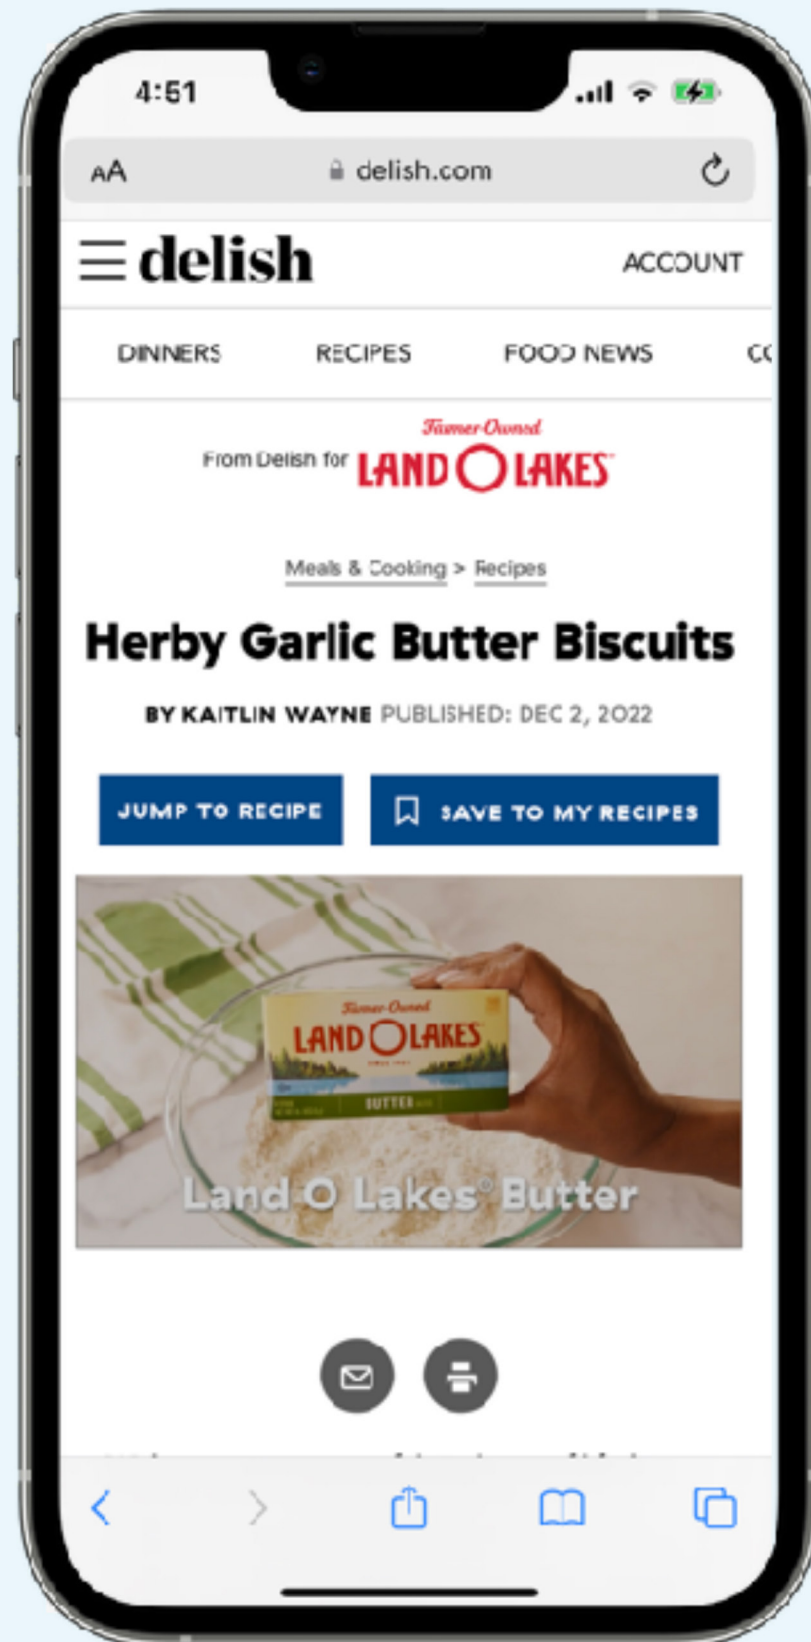 4:51
AA delish.com
delish ACCOUNT
DINNERS RECIPES FOOD NEWS
Farmer-Owned
From Delish for LAND O LAKES
Meals & Cooking > Recipes
Herby Garlic Butter Biscuits
BY KAITLIN WAYNE PUBLISHED: DEC 2, 2022
JUMP TO RECIPE
SAVE TO MY RECIPES
Farmer-Owned
LAND O LAKES
BUTTER
Land O Lakes® Butter